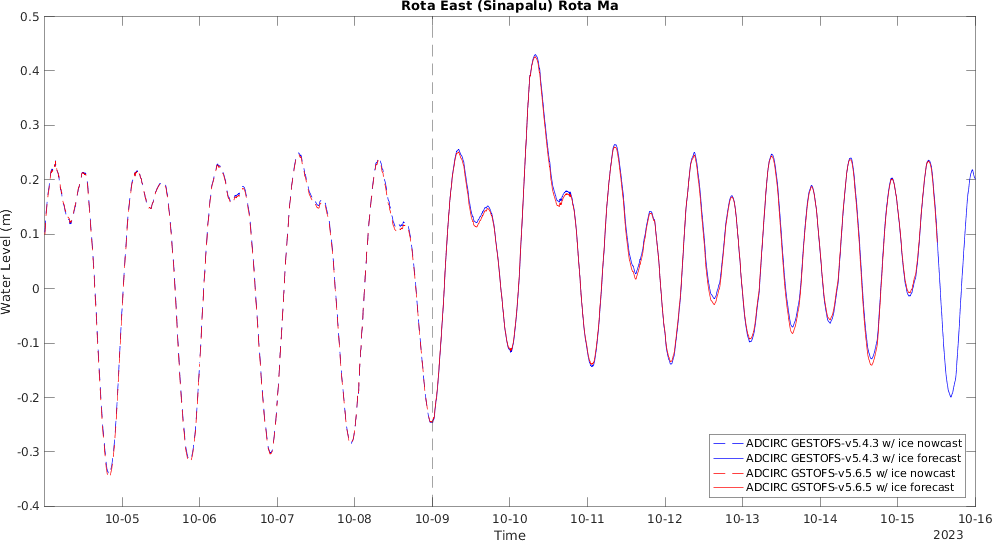 Rota East (Sinapalu) Rota Ma
0.5
0.4
0.3
0.2
0.1
0
-0.1
-0.2
-0.3
-0.4
Water Level (m)
10-05 10-06 10-07 10-08 10-09 10-10 10-11 10-12 10-13 10-14 10-15 10-16
Time
2023
ADCIRC GESTOFS-v5.4.3 w/ ice nowcast
ADCIRC GESTOFS-v5.4.3 w/ ice forecast
ADCIRC GSTOFS-v5.6.5 w/ ice nowcast
ADCIRC GSTOFS-v5.6.5 w/ ice forecast